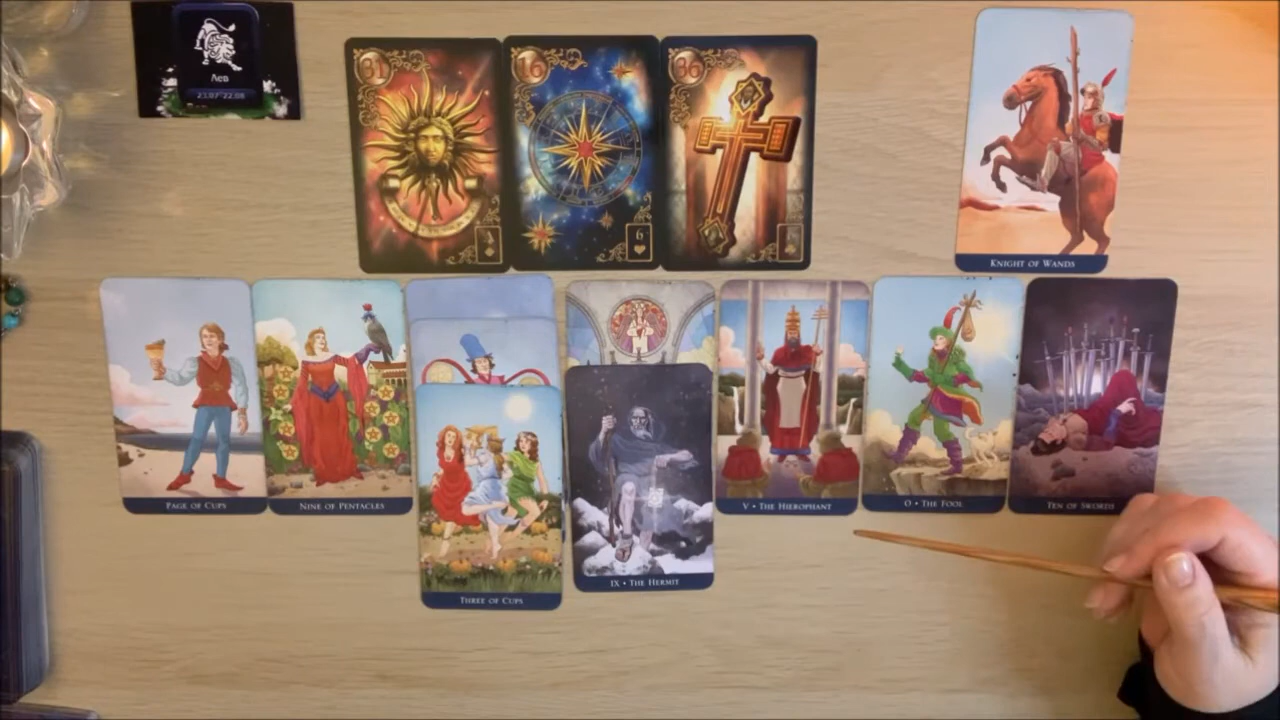 Лев
23.07-22.08
31
16
36
6
KNIGHT OF WANDS
PAGE OF CUPS
NINE OF PENTACLES
THREE OF CUPS
IX • THE HERMIT
V • THE HIEROPHANT
0 • THE FOOL
TEN OF SWORDS